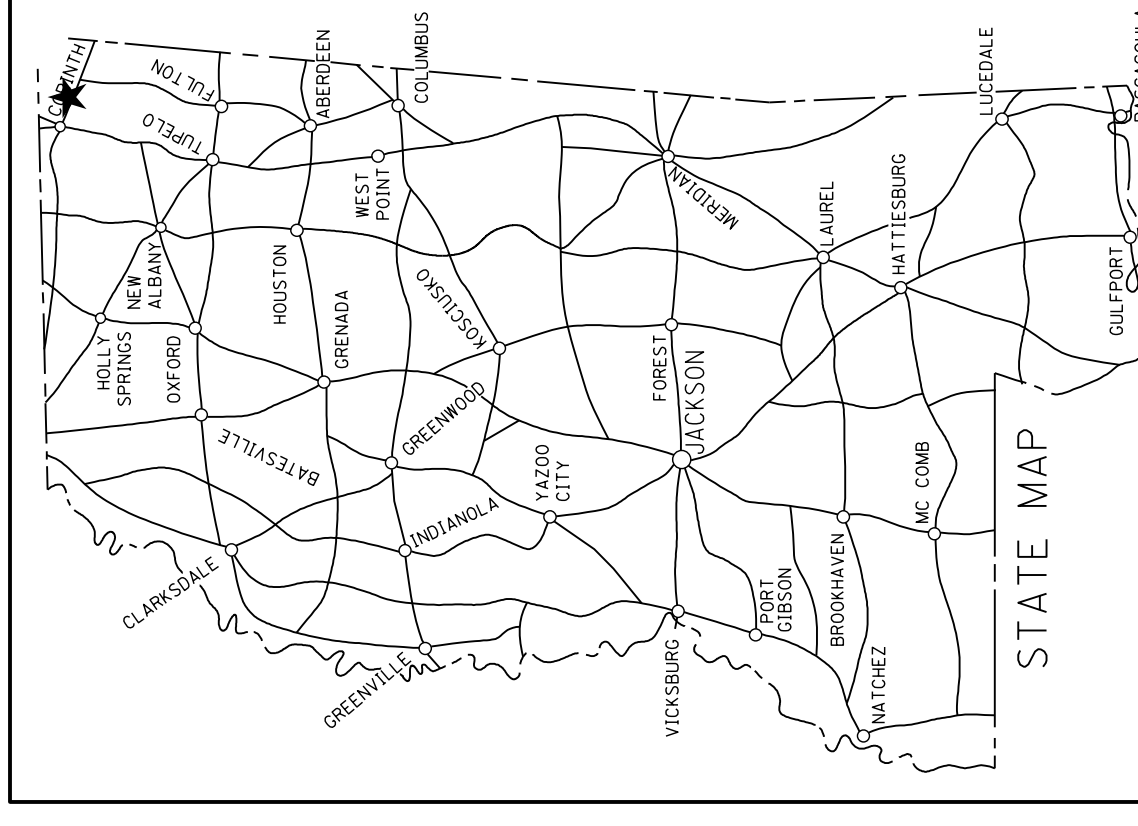 CORINTH
FULTON
TUPELO
ABERDEEN
COLUMBUS
WEST
POINT
NEW
ALBANY
HOUSTON
HOLLY
SPRINGS
OXFORD
GRENADA
KOSCIUSKO
BATESVILLE
GREENWOOD
CLARKSDALE
INDIANOLA
YAZOO
CITY
GREENVILLE
MERIDIAN
FOREST
JACKSON
VICKSBURG
PORT
GIBSON
LAUREL
HATTIESBURG
LUCEDALE
GULFPORT
MC COMB
BROOKHAVEN
NATCHEZ
STATE MAP